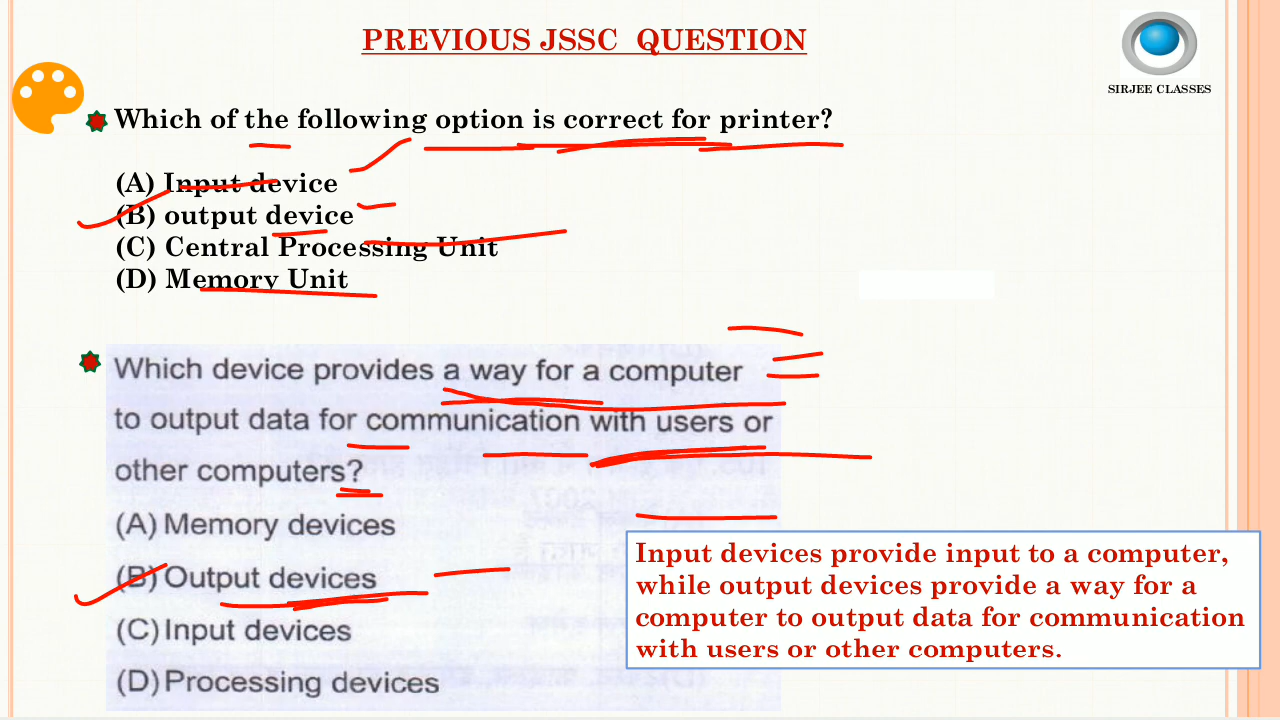 PREVIOUS JSSC QUESTION
SIRJEE CLASSES
Which of the following option is correct for printer?
(A) Input device
(B) output device
(C) Central Processing Unit
(D) Memory Unit
Which device provides a way for a computer
to output data for communication with users or
other computers?
(A) Memory devices
(B) Output devices
(C) Input devices
(D) Processing devices
Input devices provide input to a computer,
while output devices provide a way for a
computer to output data for communication
with users or other computers.